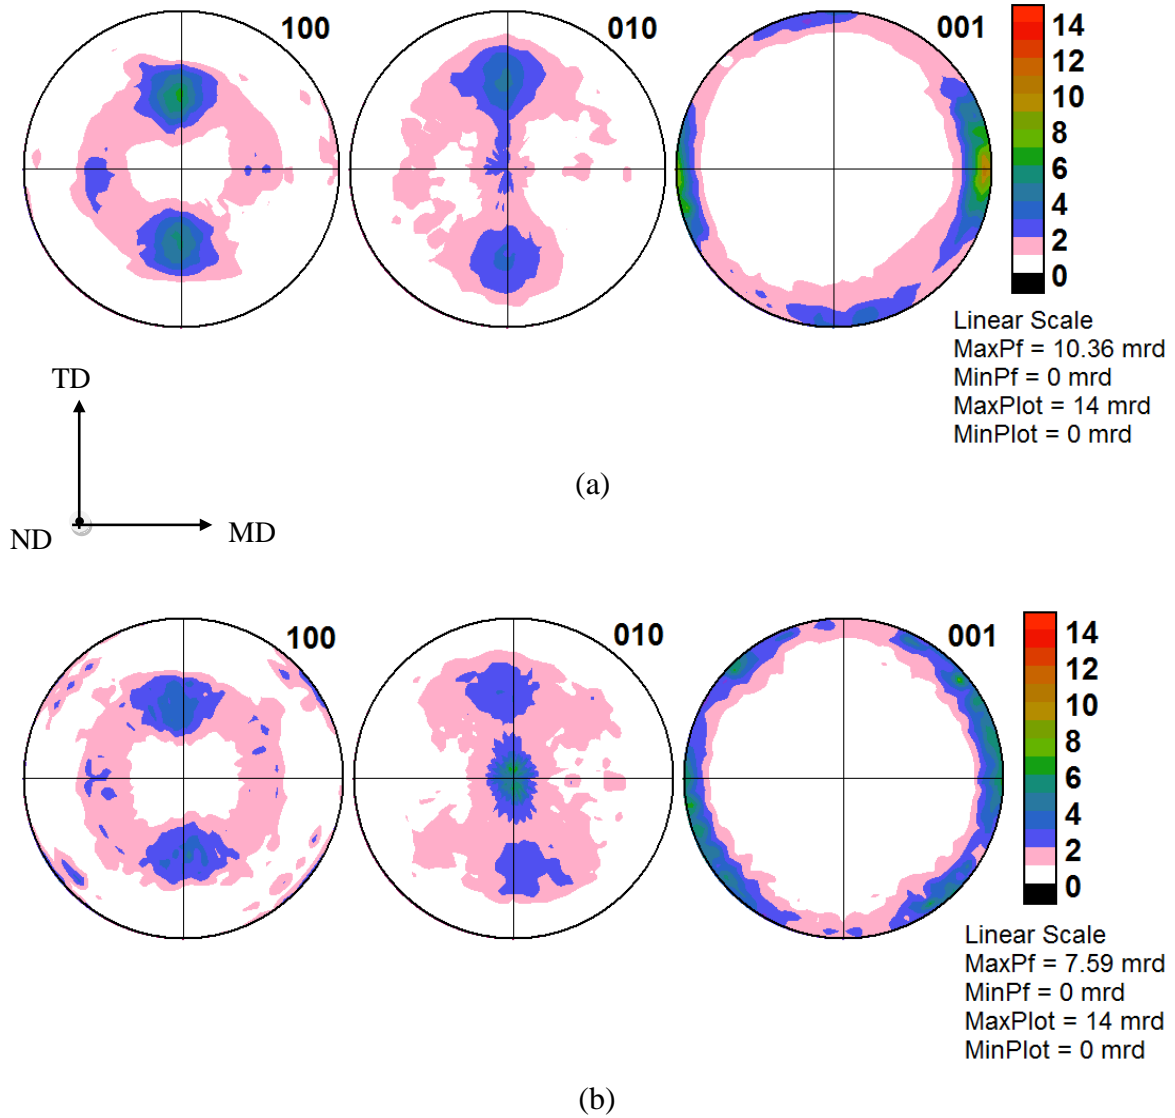 100
010
001
14
12
10
8
6
4
2
0
Linear Scale
MaxPf = 10.36 mrd
MinPf = 0 mrd
MaxPlot = 14 mrd
MinPlot = 0 mrd
TD
ND
MD
(a)
100
010
001
14
12
10
8
6
4
2
0
Linear Scale
MaxPf = 7.59 mrd
MinPf = 0 mrd
MaxPlot = 14 mrd
MinPlot = 0 mrd
(b)